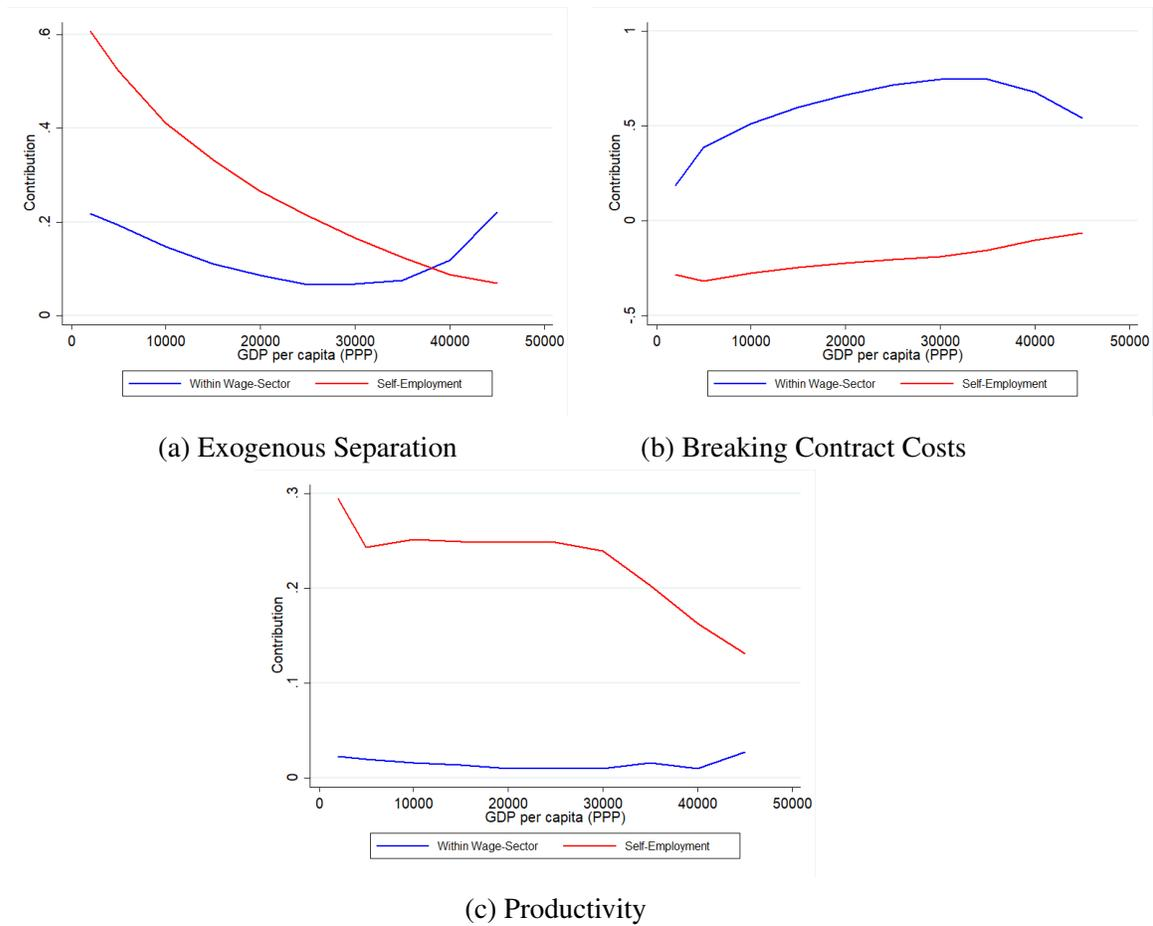 Contribution
.6
.4
.2
0
0 10000 20000 30000 40000 50000
GDP per capita (PPP)
Within Wage-Sector Self-Employment
(a) Exogenous Separation
Contribution
1
.5
0
-.5
0 10000 20000 30000 40000 50000
GDP per capita (PPP)
Within Wage-Sector Self-Employment
(b) Breaking Contract Costs
Contribution
.3
.2
.1
0
0 10000 20000 30000 40000 50000
GDP per capita (PPP)
Within Wage-Sector Self-Employment
(c) Productivity